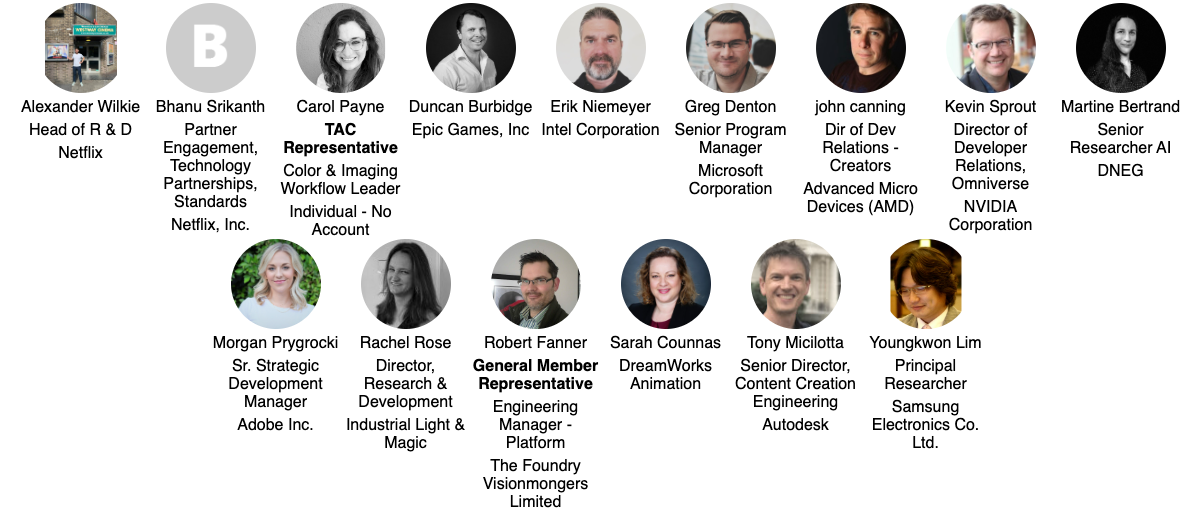 WESTWAY CINEMA
B
Alexander Wilkie
Head of R & D
Netflix
Bhanu Srikanth
Partner
Engagement,
Technology
Partnerships,
Standards
Netflix, Inc.
Carol Payne
TAC
Representative
Color & Imaging
Workflow Leader
Individual - No
Account
Duncan Burbidge
Epic Games, Inc
Erik Niemeyer
Intel Corporation
Greg Denton
Senior Program
Manager
Microsoft
Corporation
john canning
Dir of Dev
Relations -
Creators
Advanced Micro
Devices (AMD)
Kevin Sprout
Director of
Developer
Relations,
Omniverse
NVIDIA
Corporation
Martine Bertrand
Senior
Researcher AI
DNEG
Morgan Prygrocki
Sr. Strategic
Development
Manager
Adobe Inc.
Rachel Rose
Director,
Research &
Development
Industrial Light &
Magic
Robert Fanner
General Member
Representative
Engineering
Manager -
Platform
The Foundry
Visionmongers
Limited
Sarah Counnas
DreamWorks
Animation
Tony Micilotta
Senior Director,
Content Creation
Engineering
Autodesk
Youngkwon Lim
Principal
Researcher
Samsung
Electronics Co.
Ltd.